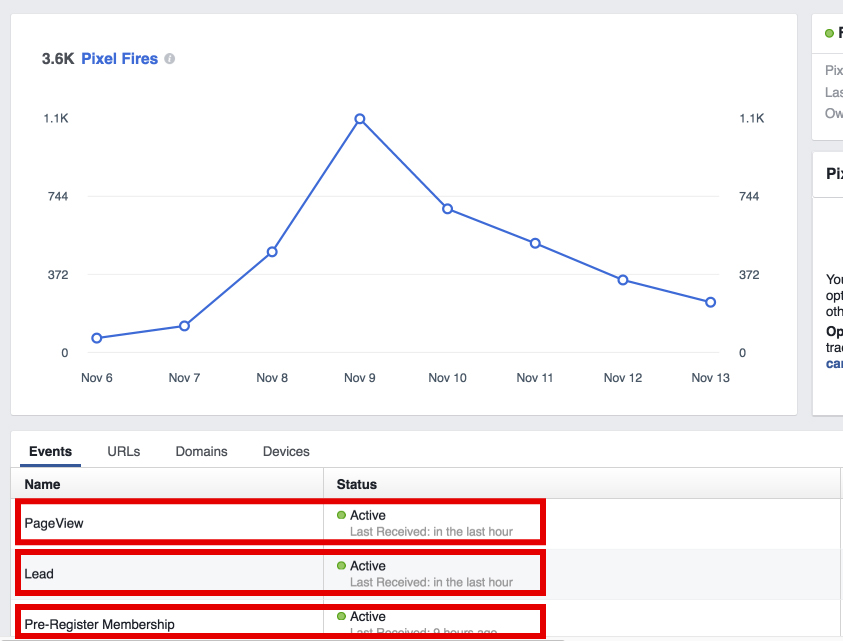 3.6K Pixel Fires
1.1K 1.1K
744 744
372 372
0 0
Nov 6 Nov 7 Nov 8 Nov 9 Nov 10 Nov 11 Nov 12 Nov 13
Events URLs Domains Devices
Name Status
PageView Active
Last Received: in the last hour
Lead Active
Last Received: in the last hour
Pre-Register Membership Active
Last Received: 9 hours ago
Pix
Las
Ow
Pix
You
opt
oth
Op
tra